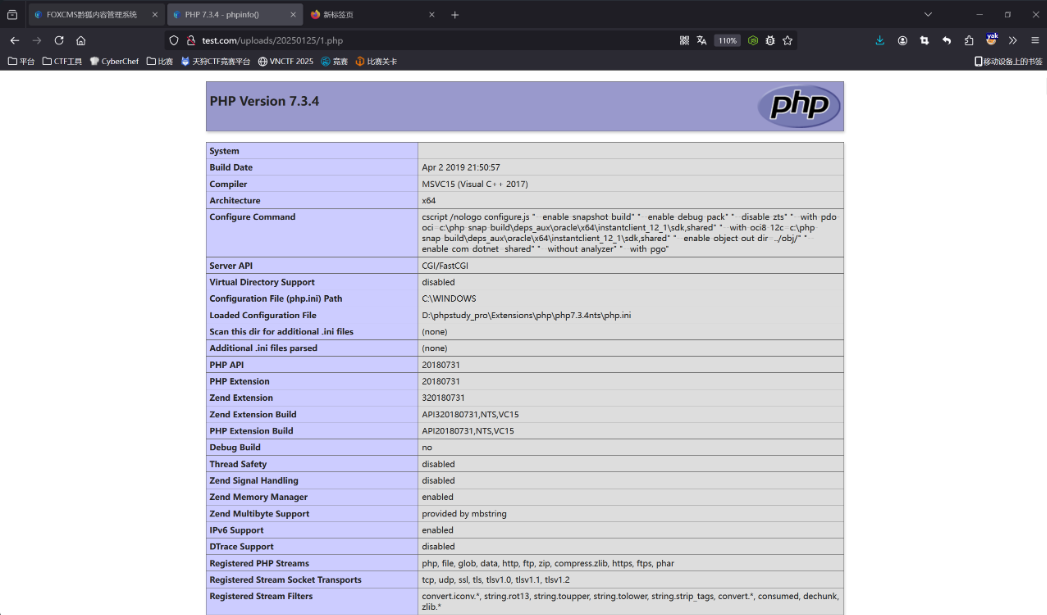 FOXCMS黔狐内容管理系统
PHP 7.3.4 - phpinfo()
新标签页
test.com/uploads/20250125/1.php
110%
yak
平台
CTF工具
CyberChef
比赛
天狩CTF竞赛平台
VNCTF 2025
竞赛
比赛关卡
移动设备上的书签
PHP Version 7.3.4
php
System
Build Date Apr 2 2019 21:50:57
Compiler MSVC15 (Visual C++ 2017)
Architecture x64
Configure Command cscript /nologo configure.js "  enable snapshot build" "  enable debug pack" "  disable zts" "  with pdo
oci  c:\php snap build\deps_aux\oracle\x64\instantclient_12_1\sdk,shared" "  with oci8 12c  c:\php
snap build\deps_aux\oracle\x64\instantclient_12_1\sdk,shared" "  enable object out dir  ../obj/" "
enable com dotnet  shared" "  without analyzer" "  with pgo"
Server API CGI/FastCGI
Virtual Directory Support disabled
Configuration File (php.ini) Path C:\WINDOWS
Loaded Configuration File D:\phpstudy_pro\Extensions\php\php7.3.4nts\php.ini
Scan this dir for additional .ini files (none)
Additional .ini files parsed (none)
PHP API 20180731
PHP Extension 20180731
Zend Extension 320180731
Zend Extension Build API320180731,NTS,VC15
PHP Extension Build API20180731,NTS,VC15
Debug Build no
Thread Safety disabled
Zend Signal Handling disabled
Zend Memory Manager enabled
Zend Multibyte Support provided by mbstring
IPv6 Support enabled
DTrace Support disabled
Registered PHP Streams php, file, glob, data, http, ftp, zip, compress.zlib, https, ftps, phar
Registered Stream Socket Transports tcp, udp, ssl, tls, tlsv1.0, tlsv1.1, tlsv1.2
Registered Stream Filters convert.iconv.*, string.rot13, string.toupper, string.tolower, string.strip_tags, convert.*, consumed, dechunk,
zlib.*